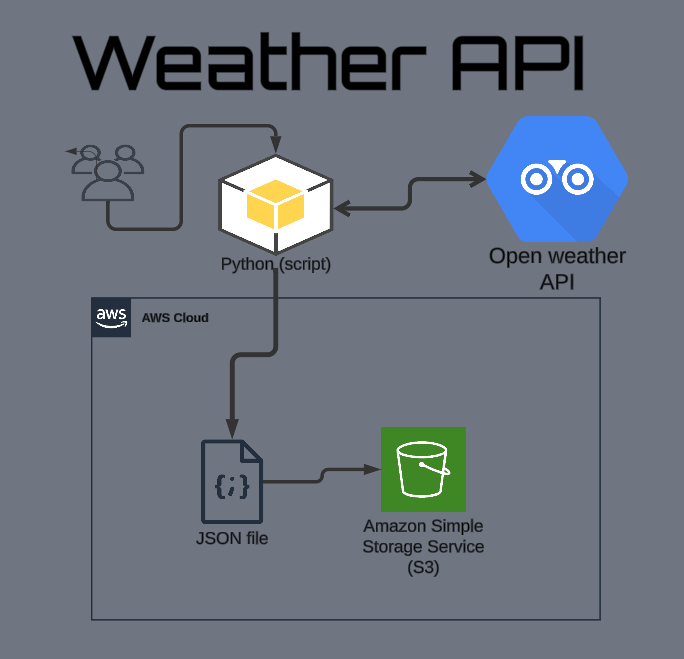 Weather API
Python (script)
Open weather
API
aws
AWS Cloud
{;}
JSON file
Amazon Simple
Storage Service
(S3)